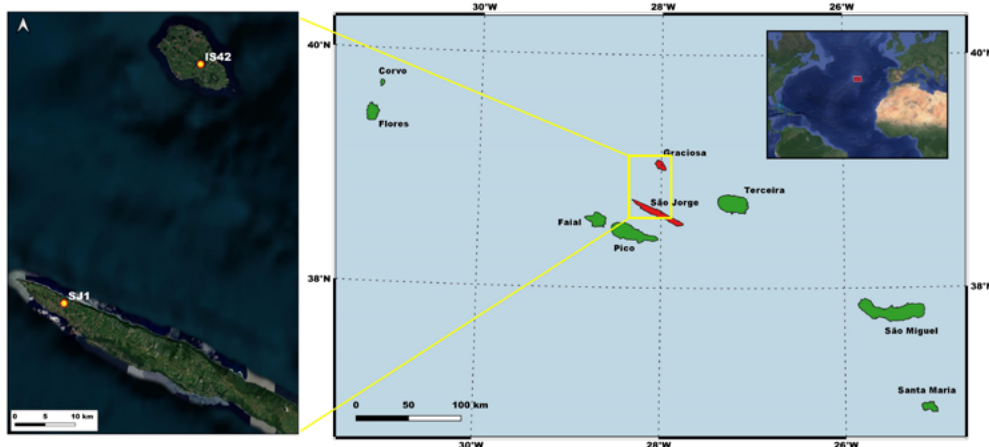 IS42
SJ1
0 5 10 km
30°W 28°W 26°W
40°N 40°N
Corvo
Flores
Graciosa
São Jorge
Terceira
Faial
Pico
38°N 38°N
São Miguel
Santa Maria
0 50 100 km
30°W 28°W 26°W